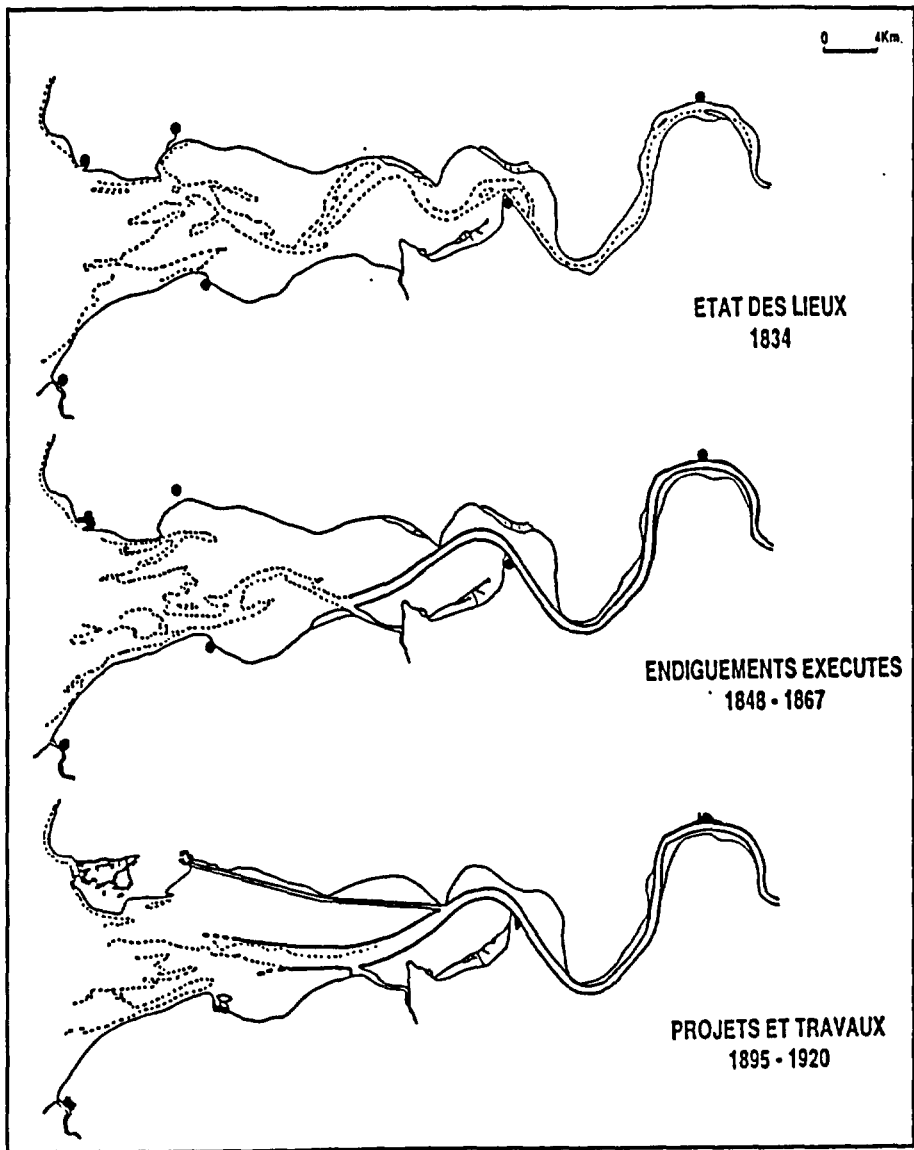 0 4Km.
ETAT DES LIEUX
1834
ENDIGUEMENTS EXECUTES
1848 - 1867
PROJETS ET TRAVAUX
1895 - 1920